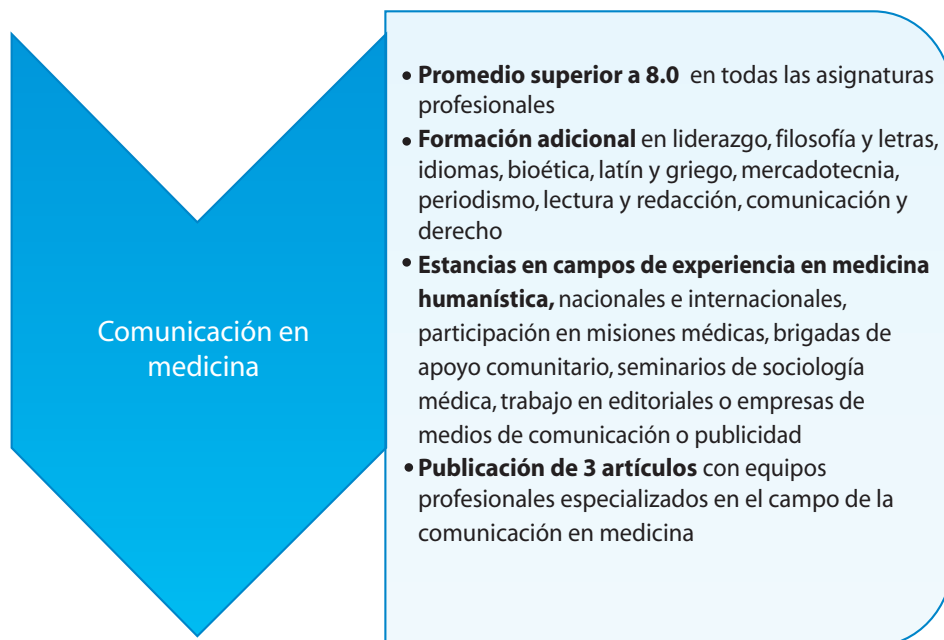 Comunicación en
medicina
• Promedio superior a 8.0 en todas las asignaturas
profesionales
• Formación adicional en liderazgo, filosofía y letras,
idiomas, bioética, latín y griego, mercadotecnia,
periodismo, lectura y redacción, comunicación y
derecho
• Estancias en campos de experiencia en medicina
humanística, nacionales e internacionales,
participación en misiones médicas, brigadas de
apoyo comunitario, seminarios de sociología
médica, trabajo en editoriales o empresas de
medios de comunicación o publicidad
• Publicación de 3 artículos con equipos
profesionales especializados en el campo de la
comunicación en medicina